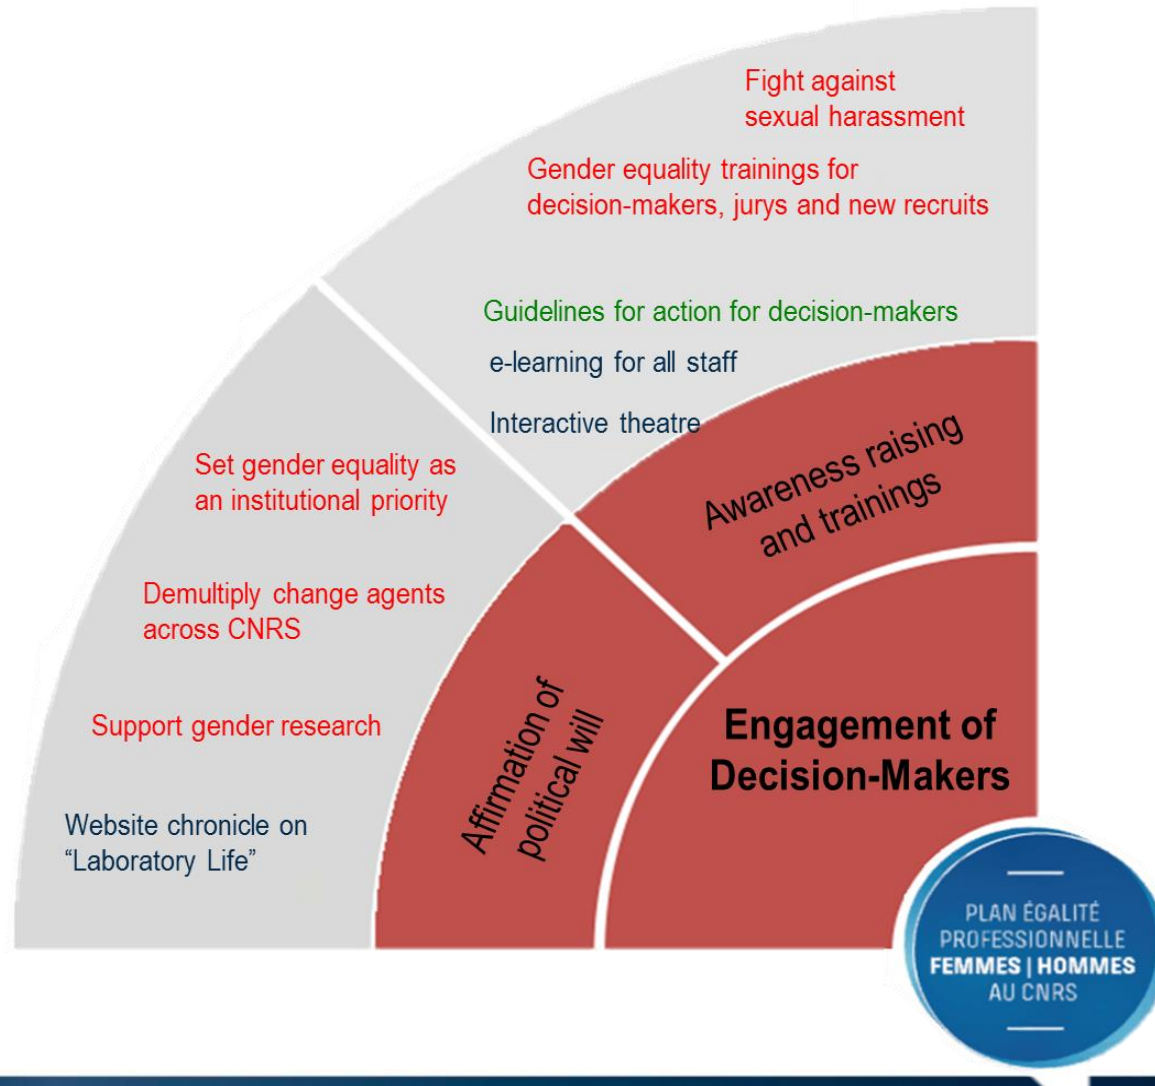 Fight against
sexual harassment
Gender equality trainings for
decision-makers, jurys and new recruits
Guidelines for action for decision-makers
e-learning for all staff
Interactive theatre
Awareness raising
and trainings
Set gender equality as
an institutional priority
Demultiply change agents
across CNRS
Support gender research
Website chronicle on
“Laboratory Life”
Affirmation of
political will
Engagement of
Decision-Makers
PLAN ÉGALITÉ
PROFESSIONNELLE
FEMMES | HOMMES
AU CNRS